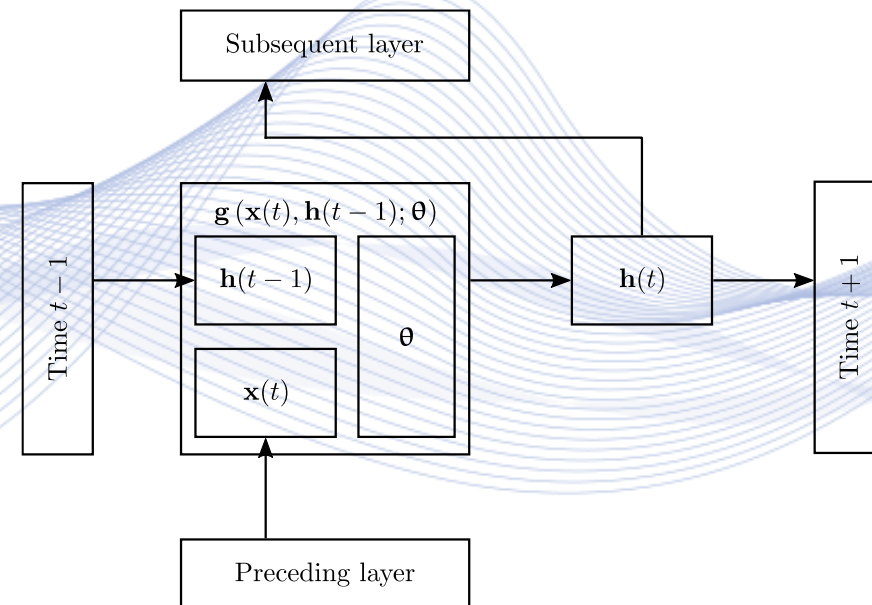 Subsequent layer
g (x(t), h(t − 1); θ)
Time t − 1
h(t − 1)
θ
x(t)
h(t)
Time t + 1
Preceding layer